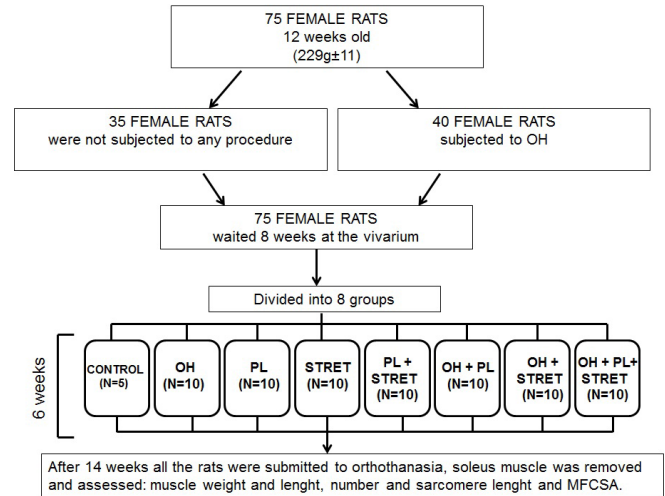 75 FEMALE RATS
12 weeks old
(229g±11)
35 FEMALE RATS
were not subjected to any procedure
40 FEMALE RATS
subjected to OH
75 FEMALE RATS
waited 8 weeks at the vivarium
Divided into 8 groups
6 weeks
CONTROL
(N=5)
OH
(N=10)
PL
(N=10)
STRET
(N=10)
PL +
STRET
(N=10)
OH + PL
(N=10)
OH +
STRET
(N=10)
OH + PL+
STRET
(N=10)
After 14 weeks all the rats were submitted to orthothanasia, soleus muscle was removed
and assessed: muscle weight and lenght, number and sarcomere lenght and MFCSA.